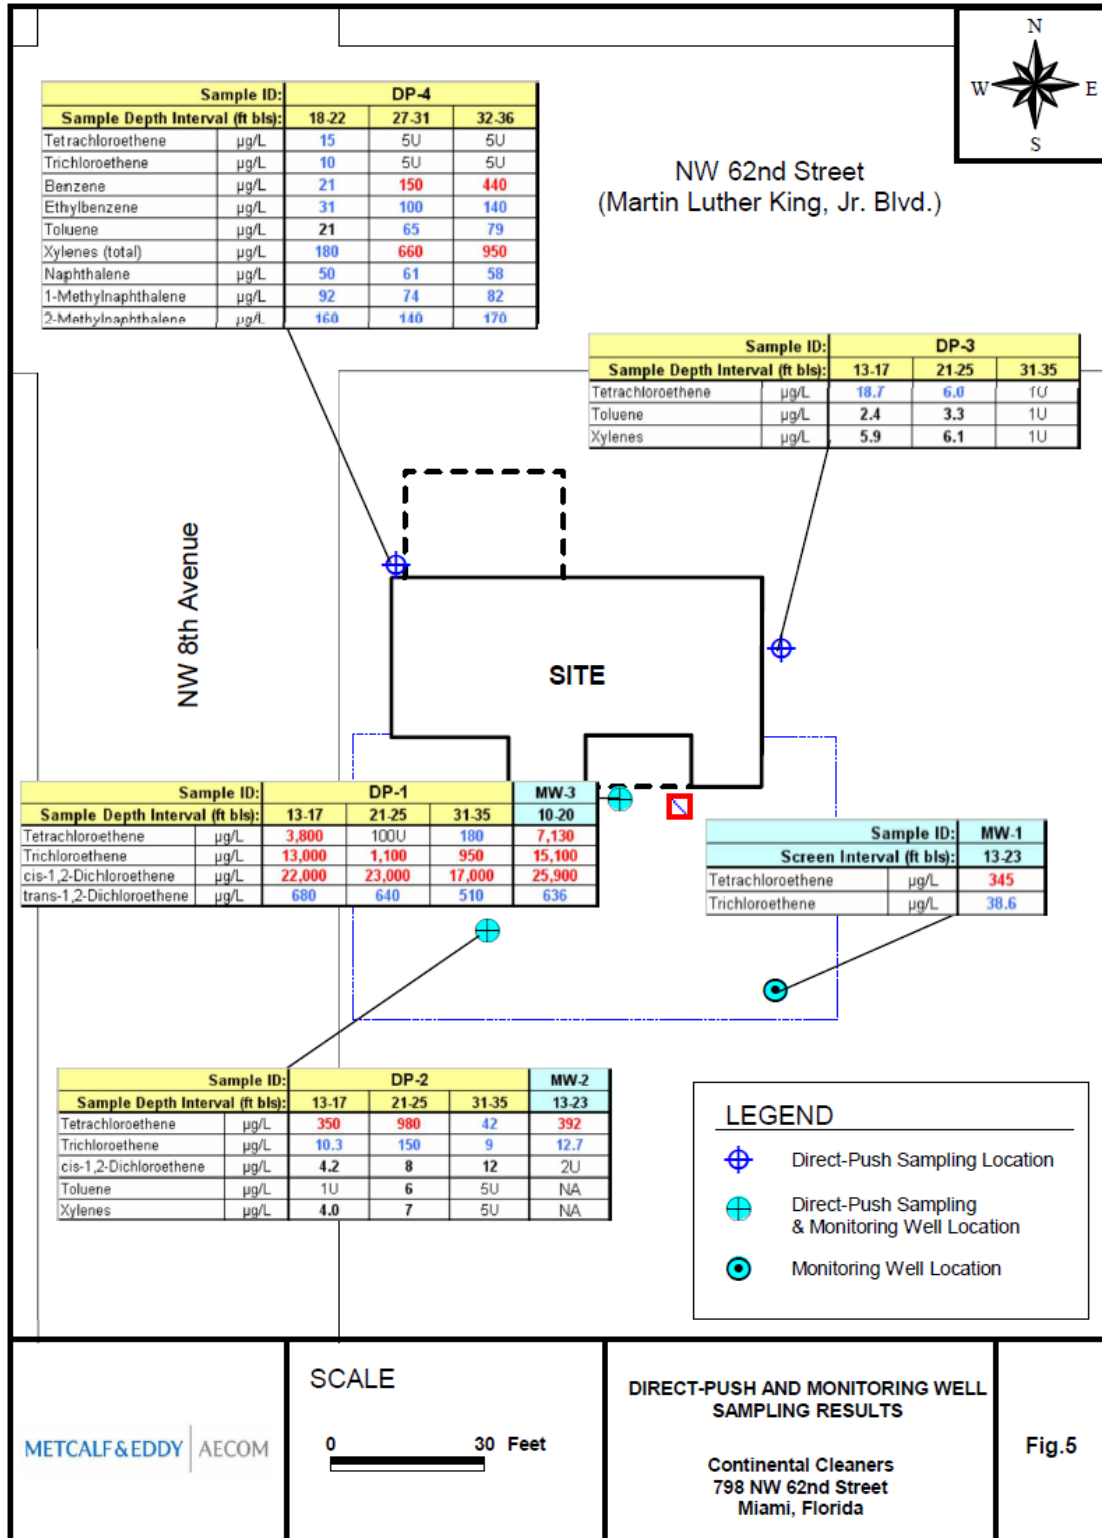 N
W E
S
Sample ID: DP-4
Sample Depth Interval (ft bls): 18-22 27-31 32-36
Tetrachloroethene µg/L 15 5U 5U
Trichloroethene µg/L 10 5U 5U
Benzene µg/L 21 150 440
Ethylbenzene µg/L 31 100 140
Toluene µg/L 21 65 79
Xylenes (total) µg/L 180 660 950
Naphthalene µg/L 50 61 58
1-Methylnaphthalene µg/L 92 74 82
2-Methylnaphthalene µg/L 160 140 170
NW 62nd Street
(Martin Luther King, Jr. Blvd.)
Sample ID: DP-3
Sample Depth Interval (ft bls): 13-17 21-25 31-35
Tetrachloroethene µg/L 18.7 6.0 1U
Toluene µg/L 2.4 3.3 1U
Xylenes µg/L 5.9 6.1 1U
NW 8th Avenue
SITE
Sample ID: DP-1 MW-3
Sample Depth Interval (ft bls): 13-17 21-25 31-35 10-20
Tetrachloroethene µg/L 3,800 100U 180 7,130
Trichloroethene µg/L 13,000 1,100 950 15,100
cis-1,2-Dichloroethene µg/L 22,000 23,000 17,000 25,900
trans-1,2-Dichloroethene µg/L 680 640 510 636
Sample ID: MW-1
Screen Interval (ft bls): 13-23
Tetrachloroethene µg/L 345
Trichloroethene µg/L 38.6
Sample ID: DP-2 MW-2
Sample Depth Interval (ft bls): 13-17 21-25 31-35 13-23
Tetrachloroethene µg/L 350 980 42 392
Trichloroethene µg/L 10.3 150 9 12.7
cis-1,2-Dichloroethene µg/L 4.2 8 12 2U
Toluene µg/L 1U 6 5U NA
Xylenes µg/L 4.0 7 5U NA
LEGEND
Direct-Push Sampling Location
Direct-Push Sampling
& Monitoring Well Location
Monitoring Well Location
METCALF & EDDY | AECOM
SCALE
0 30 Feet
DIRECT-PUSH AND MONITORING WELL
SAMPLING RESULTS
Continental Cleaners
798 NW 62nd Street
Miami, Florida
Fig.5